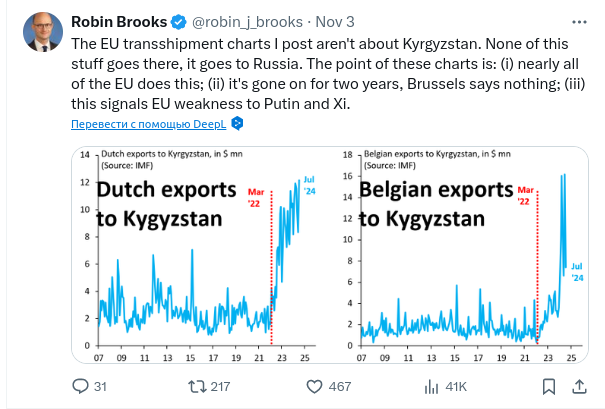 Robin Brooks @robin_j_brooks · Nov 3
The EU transshipment charts I post aren't about Kyrgyzstan. None of this
stuff goes there, it goes to Russia. The point of these charts is: (i) nearly all
of the EU does this; (ii) it's gone on for two years, Brussels says nothing; (iii)
this signals EU weakness to Putin and Xi.
Перевести с помощью DeepL
Dutch exports to Kyrgyzstan, in $ mn
(Source: IMF)
Dutch exports
to Kygyzstan
Mar
'22
Jul
'24
14
12
10
8
6
4
2
0
07 09 11 13 15 17 19 21 23 25
Belgian exports to Kyrgyzstan, in $ mn
(Source: IMF)
Belgian exports
to Kygyzstan
Mar
'22
Jul
'24
18
16
14
12
10
8
6
4
2
0
07 09 11 13 15 17 19 21 23 25
31 217 467 41K